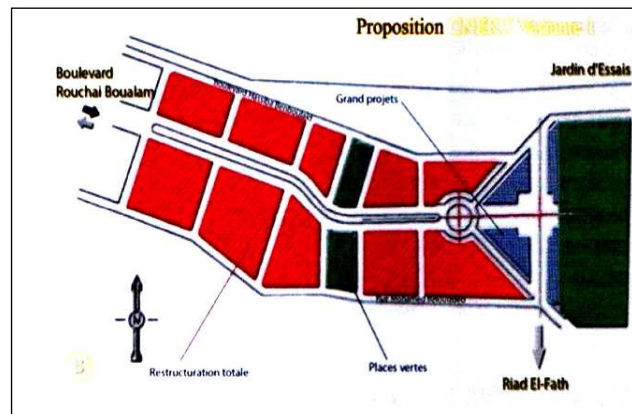 Proposition
Boulevard
Rouchai Boualam
Jardin d'Essais
Grand projets
N
Restructuration totale
Places vertes
Riad El-Fath